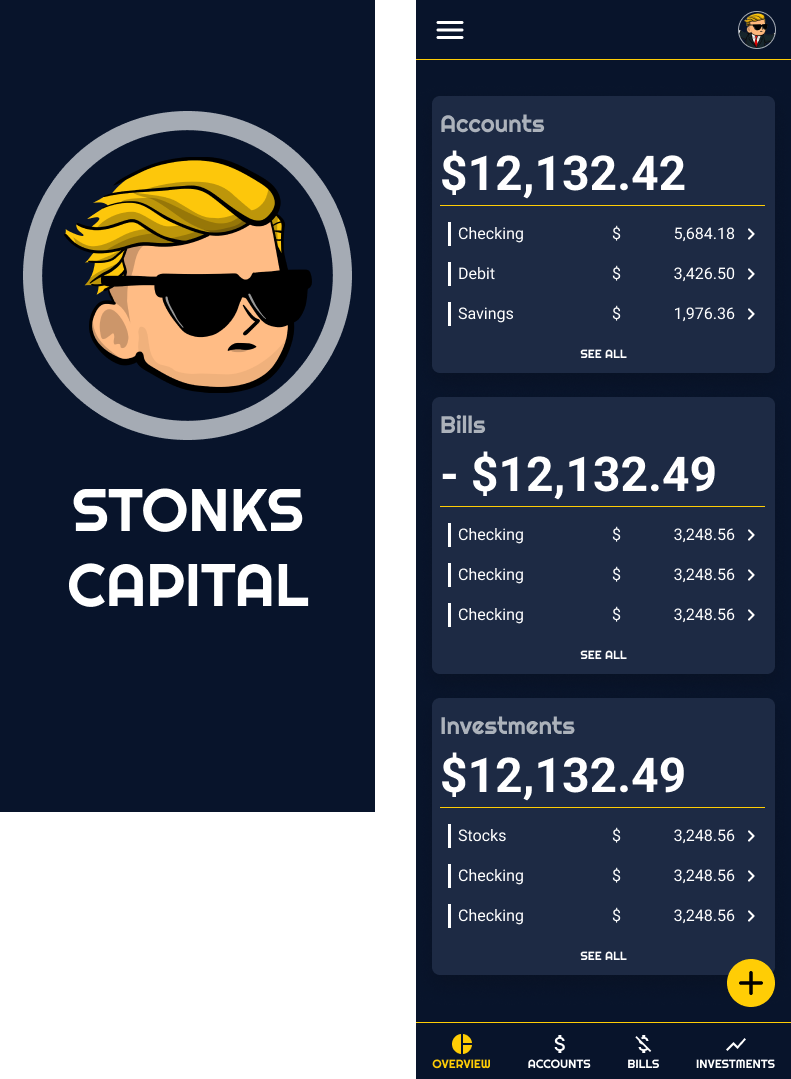 STONKS
CAPITAL
Accounts
$12,132.42
Checking $ 5,684.18
Debit $ 3,426.50
Savings $ 1,976.36
SEE ALL
Bills
- $12,132.49
Checking $ 3,248.56
Checking $ 3,248.56
Checking $ 3,248.56
SEE ALL
Investments
$12,132.49
Stocks $ 3,248.56
Checking $ 3,248.56
Checking $ 3,248.56
SEE ALL
OVERVIEW ACCOUNTS BILLS INVESTMENTS